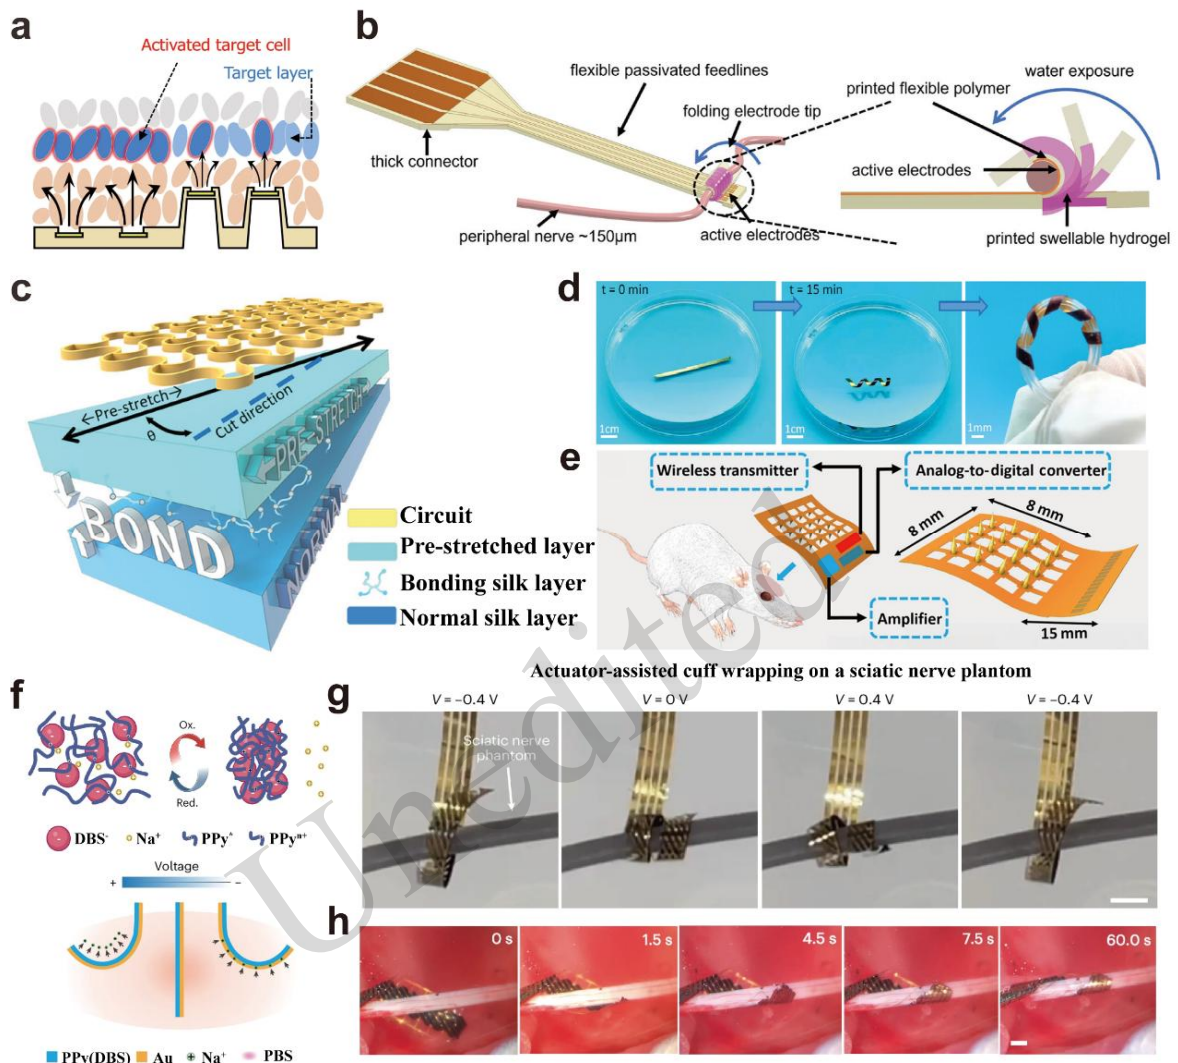 a
Activated target cell
Target layer
b
flexible passivated feedlines
folding electrode tip
thick connector
peripheral nerve ~150μm
active electrodes
water exposure
printed flexible polymer
active electrodes
printed swellable hydrogel
c
←Pre-stretch→
θ
Cut direction
←PRE-STRETCH→
BOND
NORMAL
Circuit
Pre-stretched layer
Bonding silk layer
Normal silk layer
d
t = 0 min
t = 15 min
1cm
1cm
1mm
e
Wireless transmitter
Analog-to-digital converter
8 mm
8 mm
Amplifier
15 mm
Actuator-assisted cuff wrapping on a sciatic nerve plantom
f
Ox.
Red.
DBS⁻
Na⁺
PPyⁿ⁺
Voltage
+
−
PPy(DBS)
Au
Na⁺
PBS
g
V = −0.4 V
V = 0 V
V = 0.4 V
V = −0.4 V
Sciatic nerve
phantom
h
0 s
1.5 s
4.5 s
7.5 s
60.0 s
Unedited